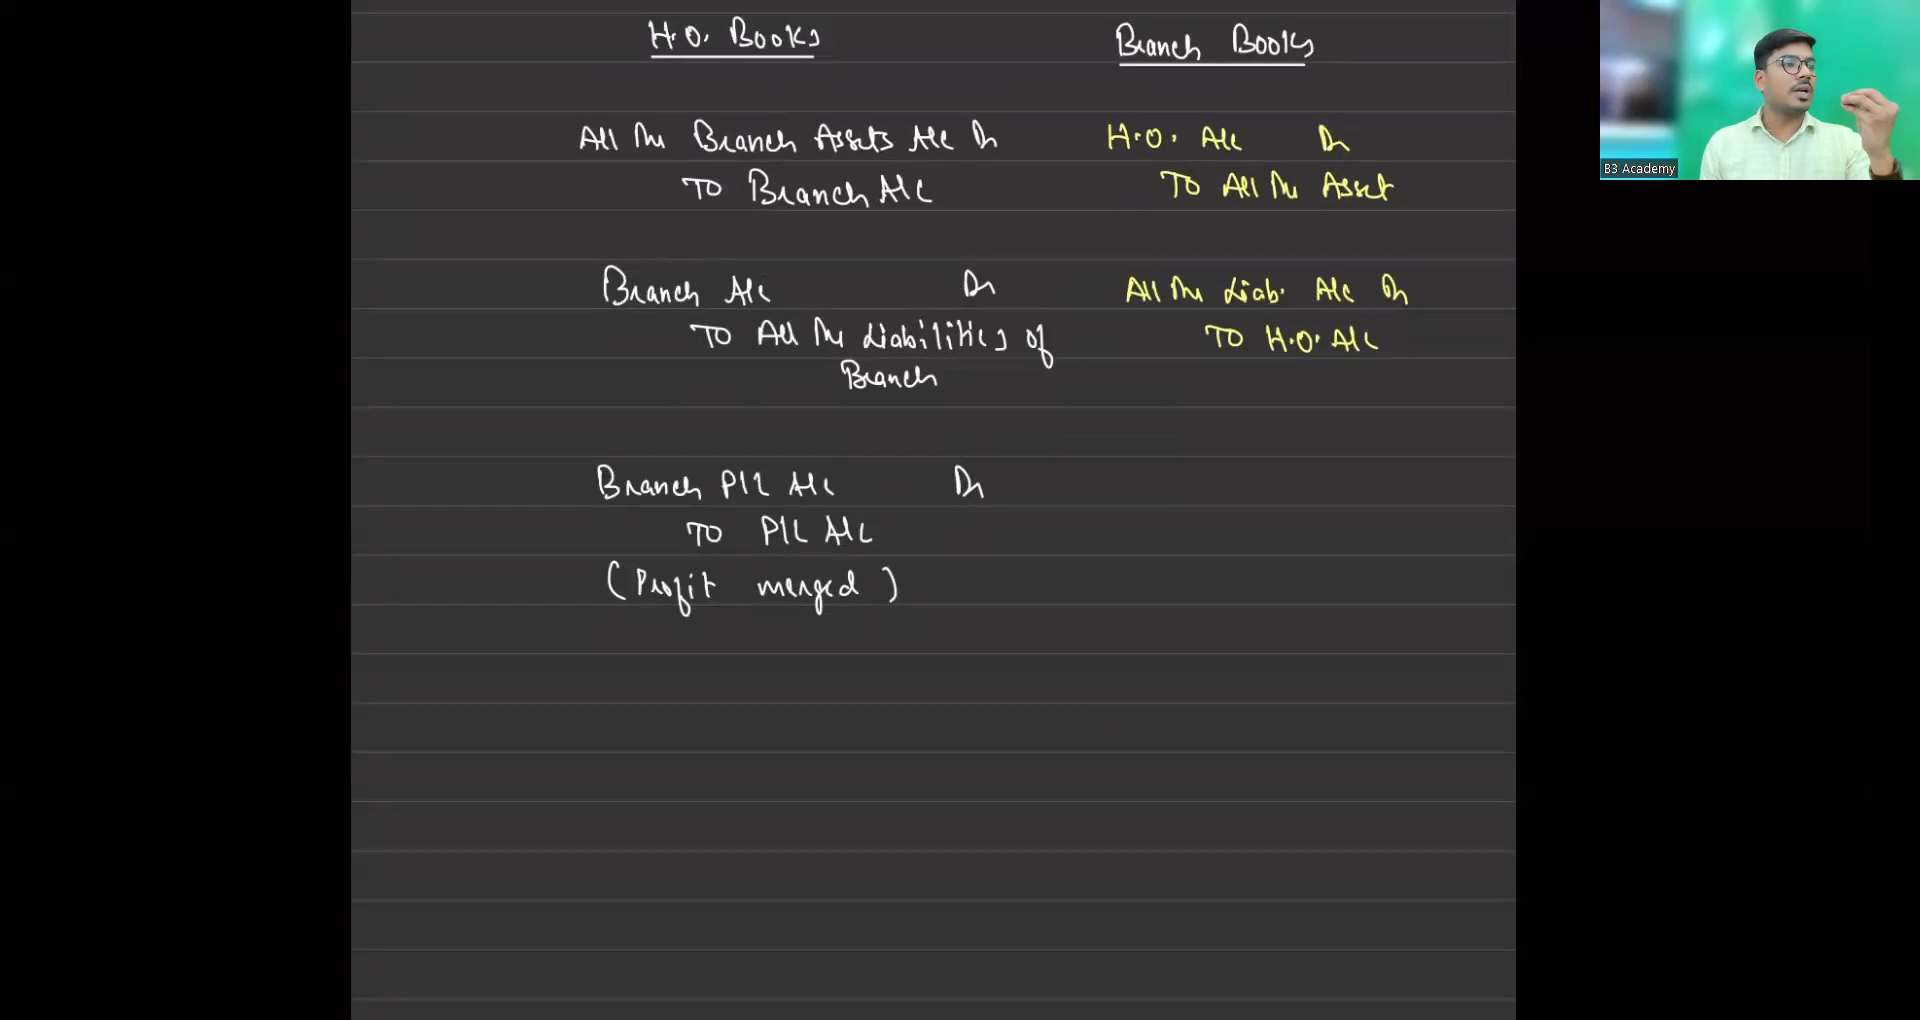 H.O. Books
Branch Books
All the Branch Assets A/c Dr
To Branch A/c
H.O. A/c Dr
To All the Asset
Branch A/c Dr
To All the Liabilities of
Branch
All the Liab. A/c Dr
To H.O. A/c
Branch P/L A/c Dr
To P/L A/c
(Profit merged)
B3 Academy